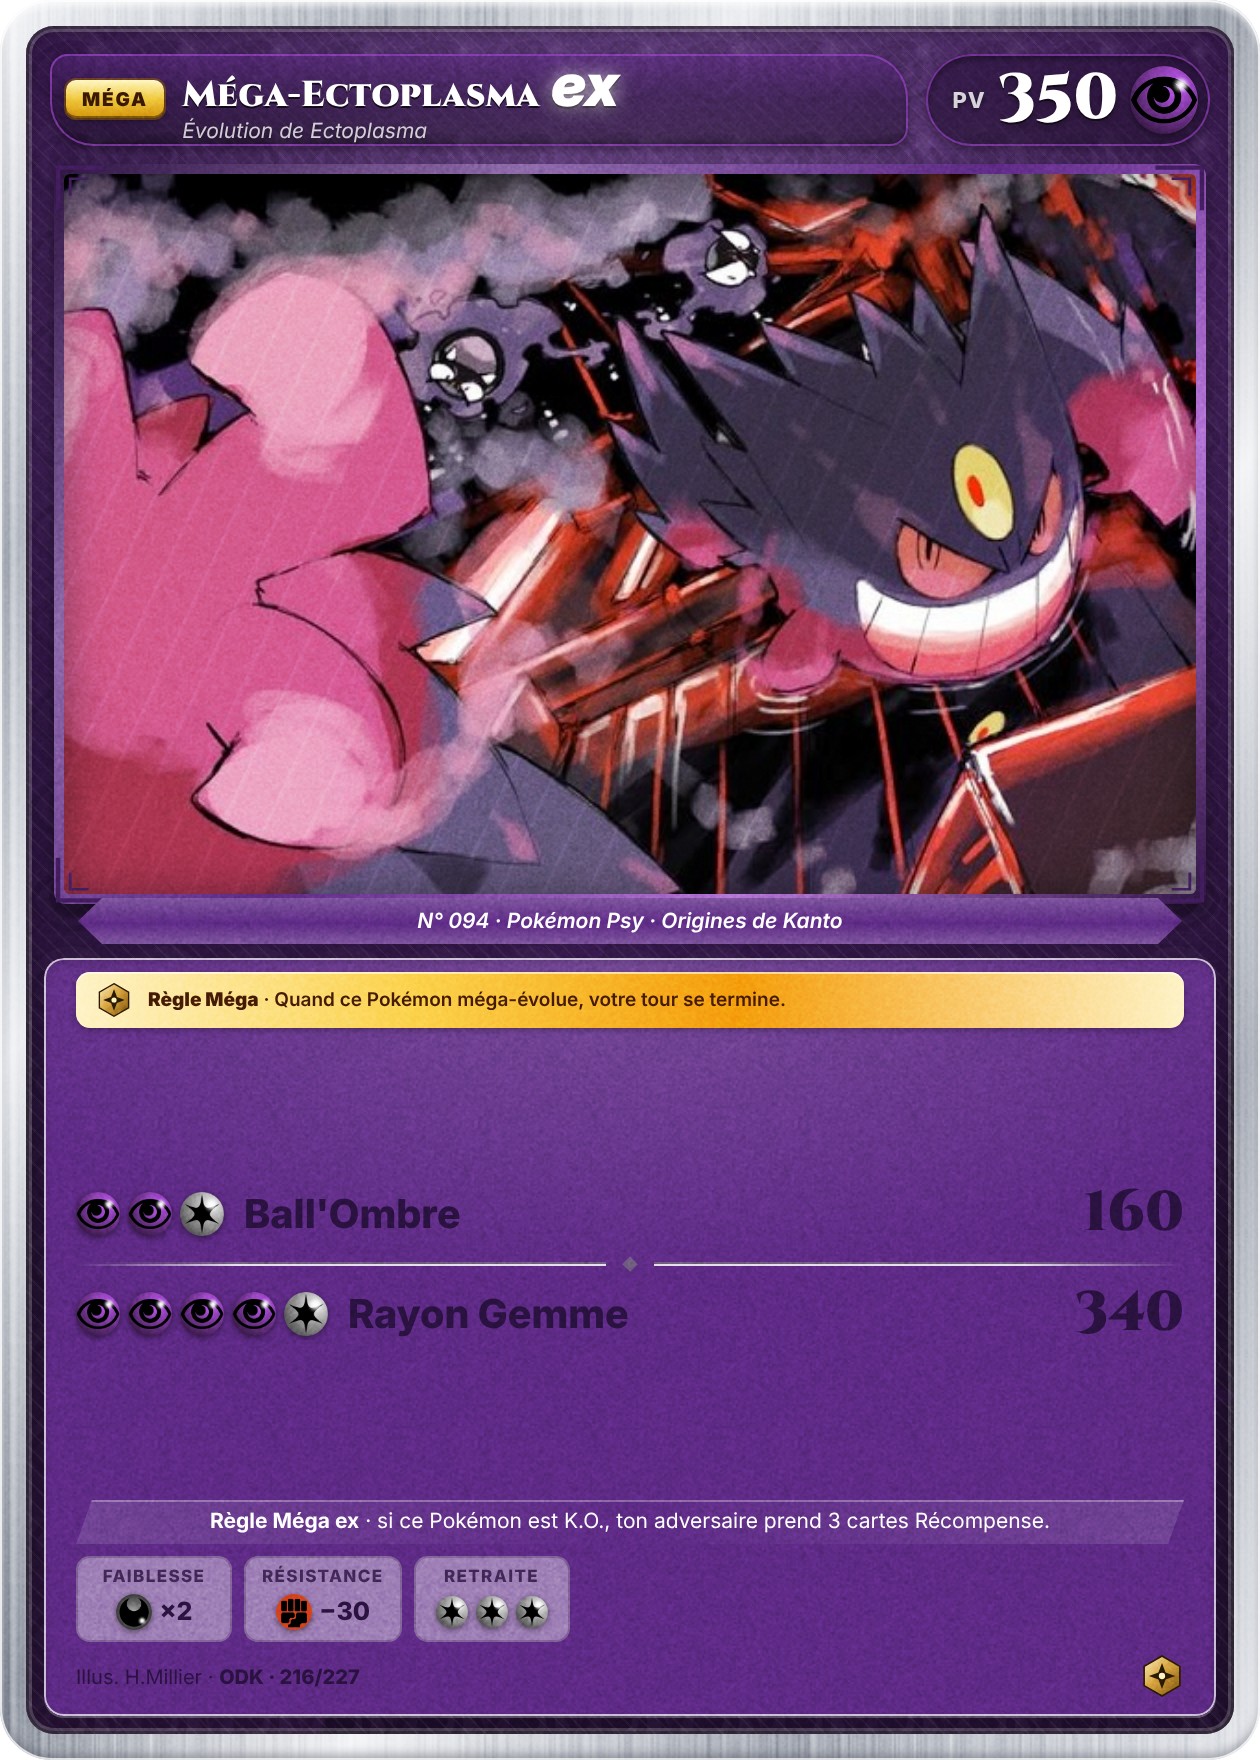 MÉGA
Méga-Ectoplasma ex
Évolution de Ectoplasma
PV 350
N° 094 · Pokémon Psy · Origines de Kanto
Règle Méga · Quand ce Pokémon méga-évolue, votre tour se termine.
Ball'Ombre 160
Rayon Gemme 340
Règle Méga ex · si ce Pokémon est K.O., ton adversaire prend 3 cartes Récompense.
FAIBLESSE RÉSISTANCE RETRAITE
×2 −30
Illus. H.Millier · ODK · 216/227